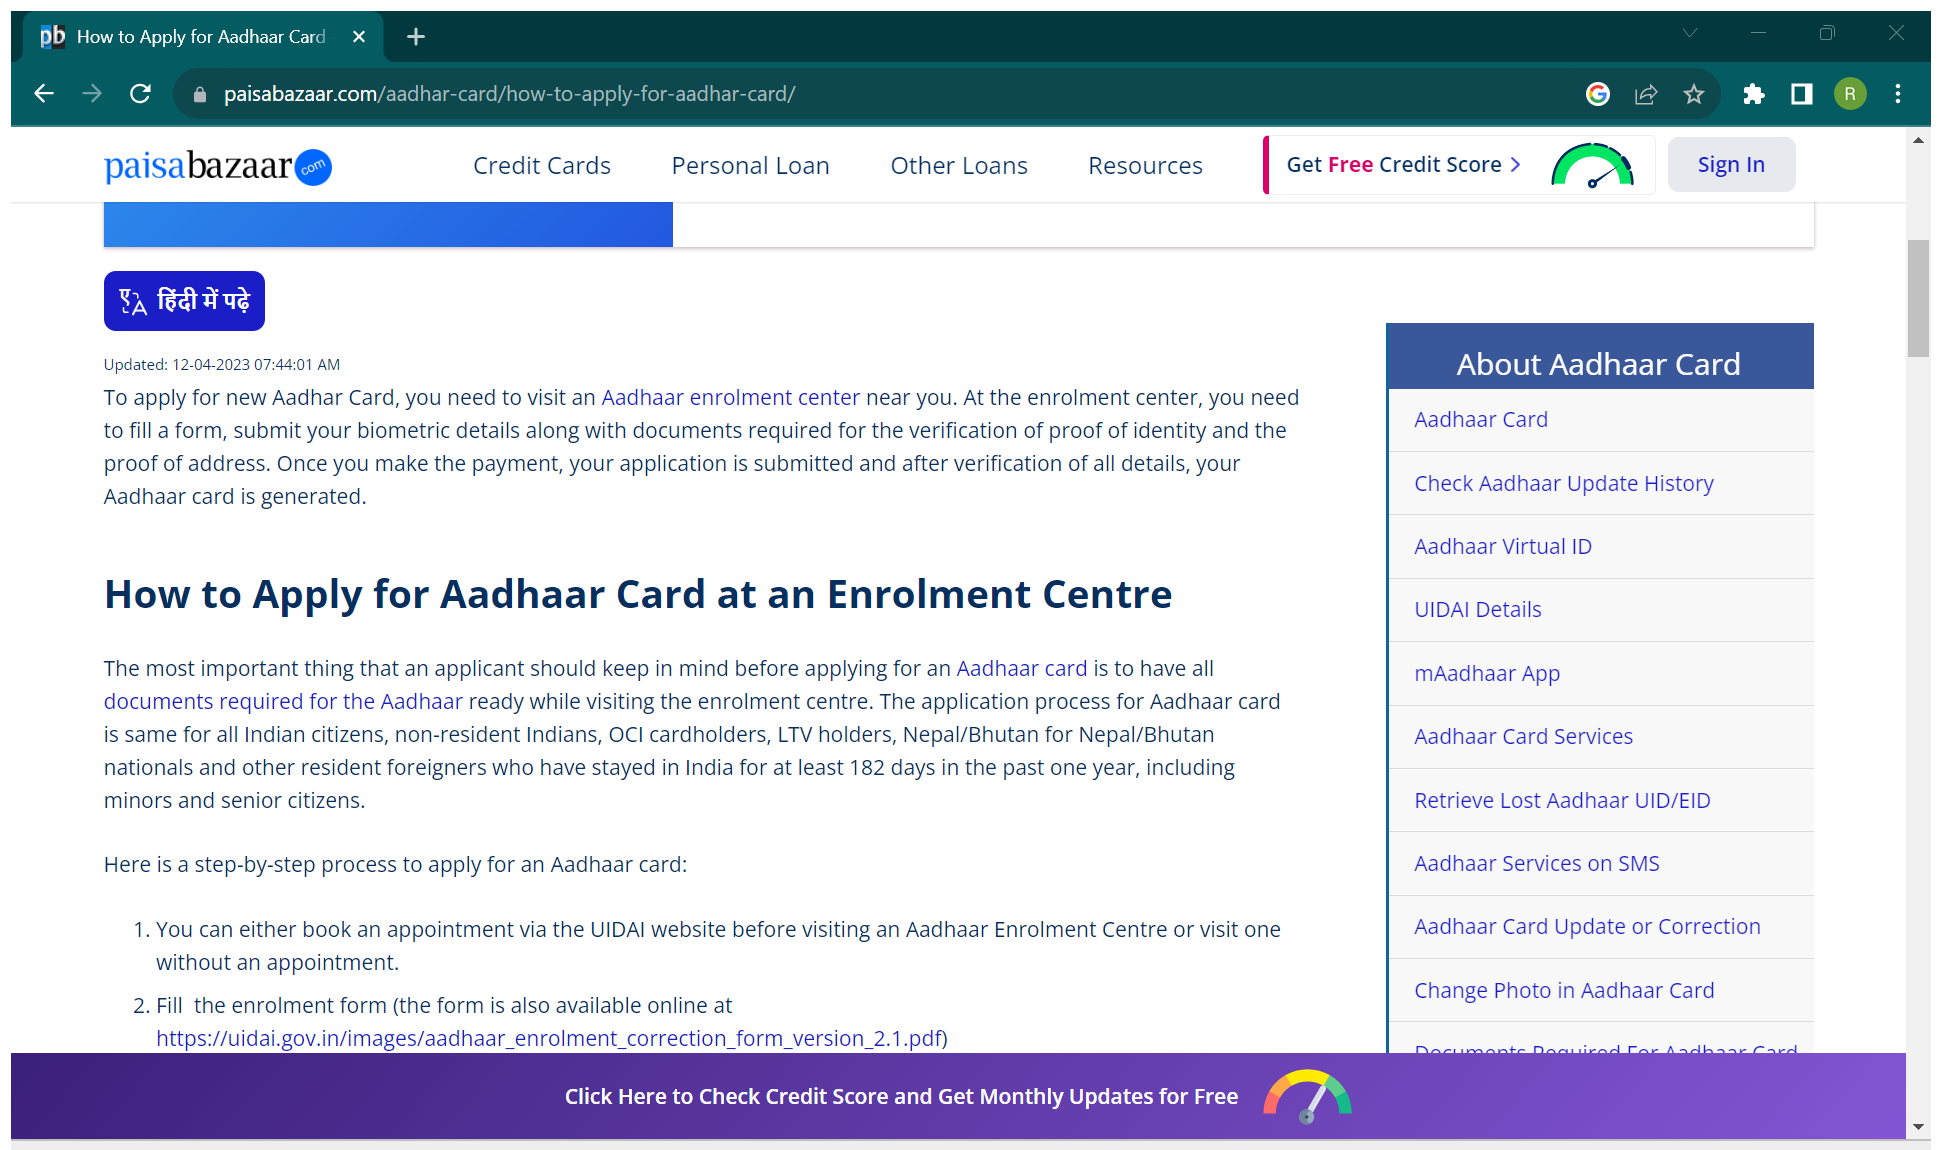 pb How to Apply for Aadhaar Card
paisabazaar.com/aadhar-card/how-to-apply-for-aadhar-card/
R
paisabazaar.com
Credit Cards
Personal Loan
Other Loans
Resources
Get Free Credit Score >
Sign In
हिंदी में पढ़े
Updated: 12-04-2023 07:44:01 AM
To apply for new Aadhar Card, you need to visit an Aadhaar enrolment center near you. At the enrolment center, you need
to fill a form, submit your biometric details along with documents required for the verification of proof of identity and the
proof of address. Once you make the payment, your application is submitted and after verification of all details, your
Aadhaar card is generated.
How to Apply for Aadhaar Card at an Enrolment Centre
The most important thing that an applicant should keep in mind before applying for an Aadhaar card is to have all
documents required for the Aadhaar ready while visiting the enrolment centre. The application process for Aadhaar card
is same for all Indian citizens, non-resident Indians, OCI cardholders, LTV holders, Nepal/Bhutan for Nepal/Bhutan
nationals and other resident foreigners who have stayed in India for at least 182 days in the past one year, including
minors and senior citizens.
Here is a step-by-step process to apply for an Aadhaar card:
1. You can either book an appointment via the UIDAI website before visiting an Aadhaar Enrolment Centre or visit one
without an appointment.
2. Fill the enrolment form (the form is also available online at
https://uidai.gov.in/images/aadhaar_enrolment_correction_form_version_2.1.pdf)
About Aadhaar Card
Aadhaar Card
Check Aadhaar Update History
Aadhaar Virtual ID
UIDAI Details
mAadhaar App
Aadhaar Card Services
Retrieve Lost Aadhaar UID/EID
Aadhaar Services on SMS
Aadhaar Card Update or Correction
Change Photo in Aadhaar Card
Documents Required For Aadhaar Card
Click Here to Check Credit Score and Get Monthly Updates for Free